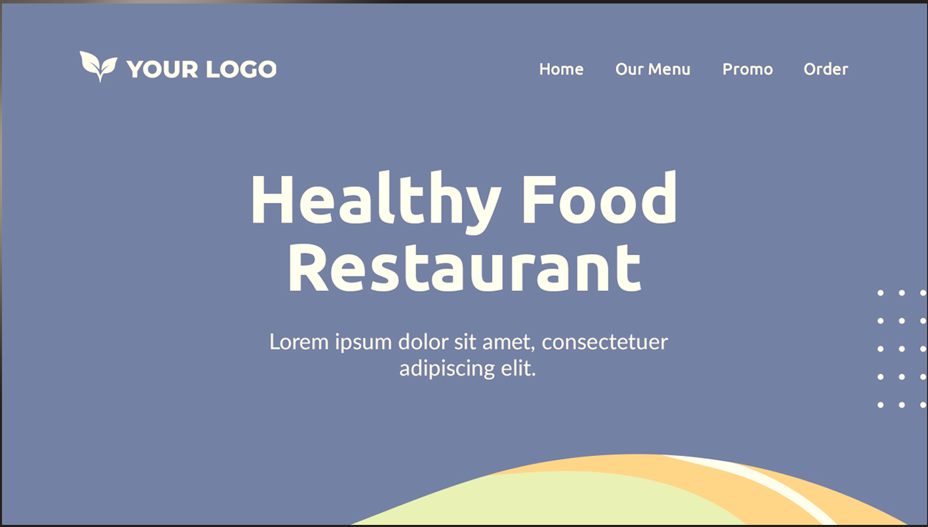 YOUR LOGO
Home Our Menu Promo Order
Healthy Food
Restaurant
Lorem ipsum dolor sit amet, consectetuer
adipiscing elit.